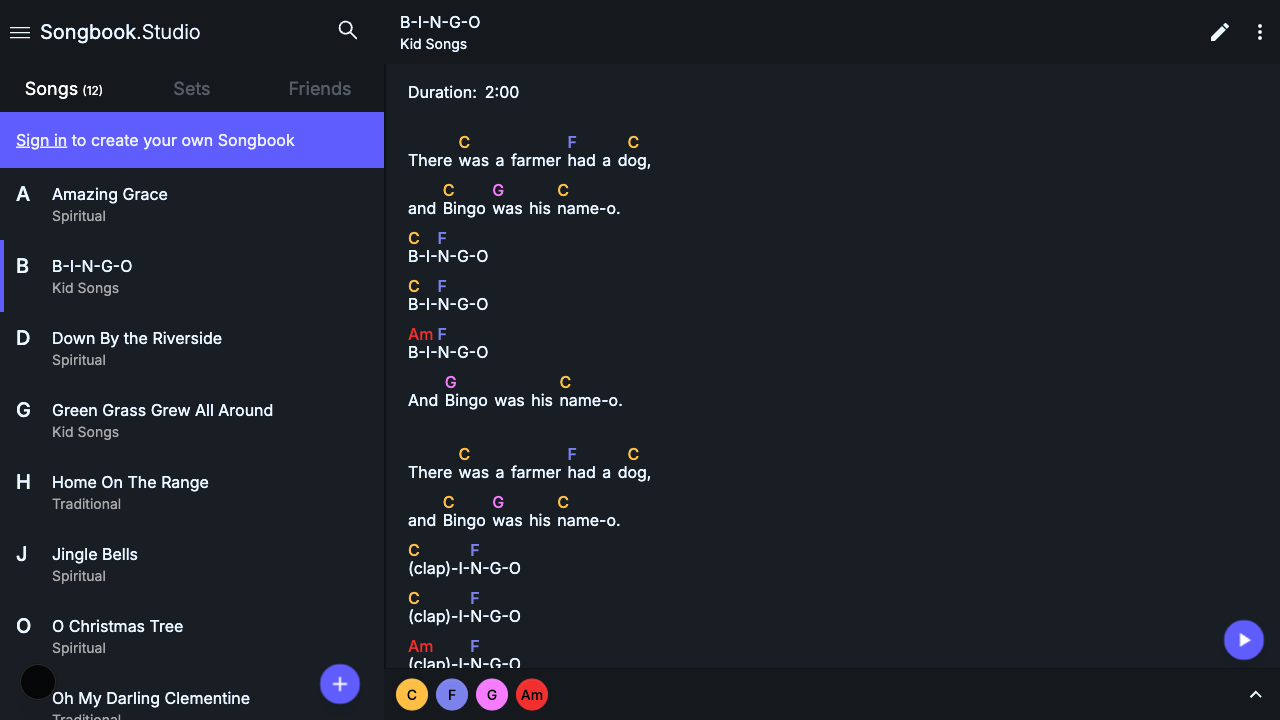 Songbook.Studio
Songs (12)
Sets
Friends
Sign in to create your own Songbook
A
Amazing Grace
Spiritual
B
B-I-N-G-O
Kid Songs
D
Down By the Riverside
Spiritual
G
Green Grass Grew All Around
Kid Songs
H
Home On The Range
Traditional
J
Jingle Bells
Spiritual
O
O Christmas Tree
Spiritual
Oh My Darling Clementine
Traditional
B-I-N-G-O
Kid Songs
Duration: 2:00
C F C
There was a farmer had a dog,
C G C
and Bingo was his name-o.
C F
B-I-N-G-O
C F
B-I-N-G-O
Am F
B-I-N-G-O
G C
And Bingo was his name-o.
C F C
There was a farmer had a dog,
C G C
and Bingo was his name-o.
C F
(clap)-I-N-G-O
C F
(clap)-I-N-G-O
Am F
(clap)-I-N-G-O
C F G Am